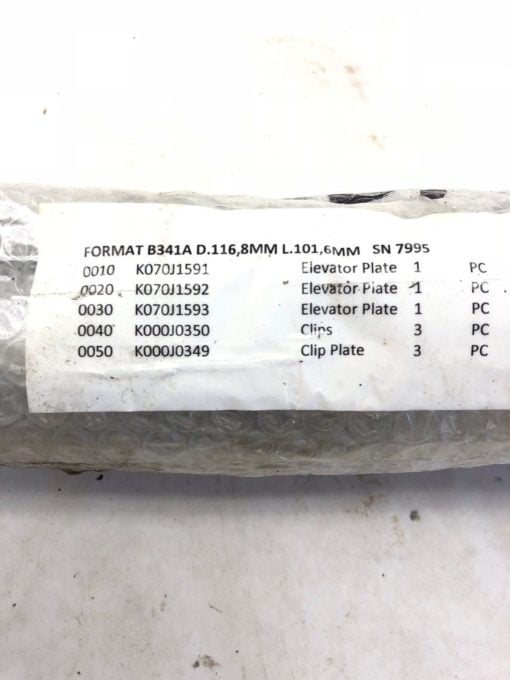 FORMAT B341A D.116,8MM L.101,6MM SN 7995
0010 K070J1591 Elevator Plate 1 PC
0020 K070J1592 Elevator Plate 1 PC
0030 K070J1593 Elevator Plate 1 PC
0040 K000J0350 Clips 3 PC
0050 K000J0349 Clip Plate 3 PC